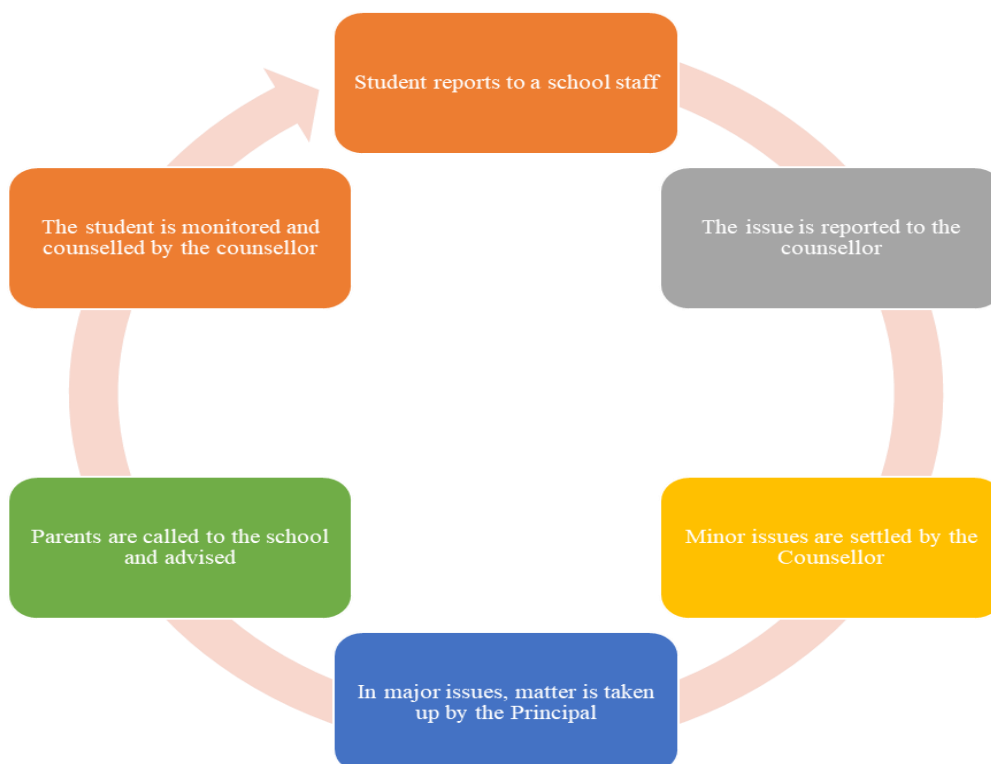 Student reports to a school staff
The issue is reported to the
counsellor
Minor issues are settled by the
Counsellor
In major issues, matter is taken
up by the Principal
Parents are called to the school
and advised
The student is monitored and
counselled by the counsellor